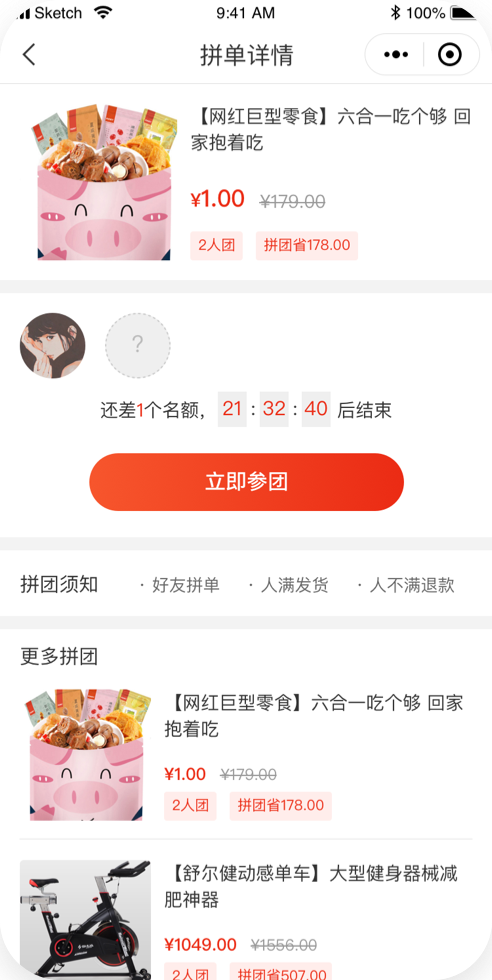 Sketch 9:41 AM 100%
拼单详情
【网红巨型零食】六合一吃个够 回
家抱着吃
¥1.00 ¥179.00
2人团 拼团省178.00
?
还差1个名额， 21 : 32 : 40 后结束
立即参团
拼团须知 · 好友拼单 · 人满发货 · 人不满退款
更多拼团
【网红巨型零食】六合一吃个够 回家
抱着吃
¥1.00 ¥179.00
2人团 拼团省178.00
【舒尔健动感单车】大型健身器械减
肥神器
¥1049.00 ¥1556.00
2人团 拼团省507.00